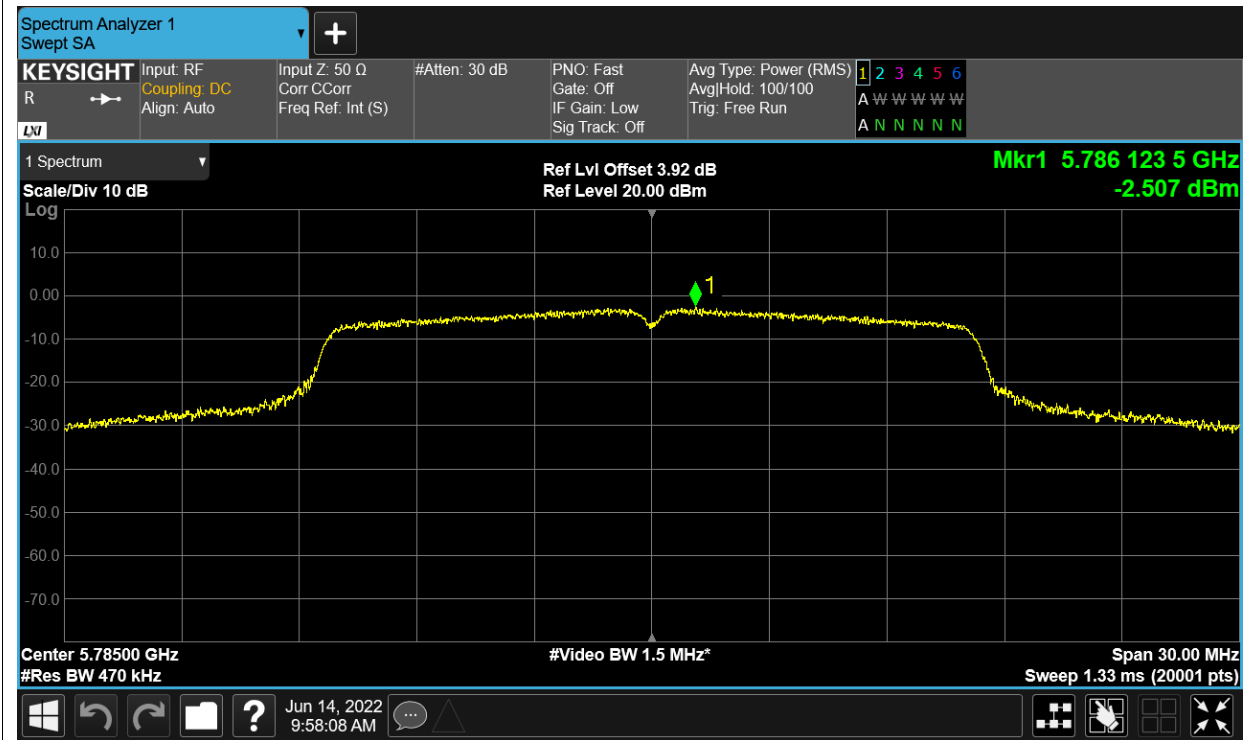 Spectrum Analyzer 1
Swept SA
KEYSIGHT
R
LXI
Input: RF
Coupling: DC
Align: Auto
Input Z: 50 Ω
Corr CCorr
Freq Ref: Int (S)
#Atten: 30 dB
PNO: Fast
Gate: Off
IF Gain: Low
Sig Track: Off
Avg Type: Power (RMS)
Avg|Hold: 100/100
Trig: Free Run
1 2 3 4 5 6
A W W W W W
A N N N N N
1 Spectrum
Scale/Div 10 dB
Ref Lvl Offset 3.92 dB
Ref Level 20.00 dBm
Mkr1 5.786 123 5 GHz
-2.507 dBm
Log
10.0
0.00
-10.0
-20.0
-30.0
-40.0
-50.0
-60.0
-70.0
1
Center 5.78500 GHz
#Video BW 1.5 MHz*
Span 30.00 MHz
#Res BW 470 kHz
Sweep 1.33 ms (20001 pts)
?
Jun 14, 2022
9:58:08 AM